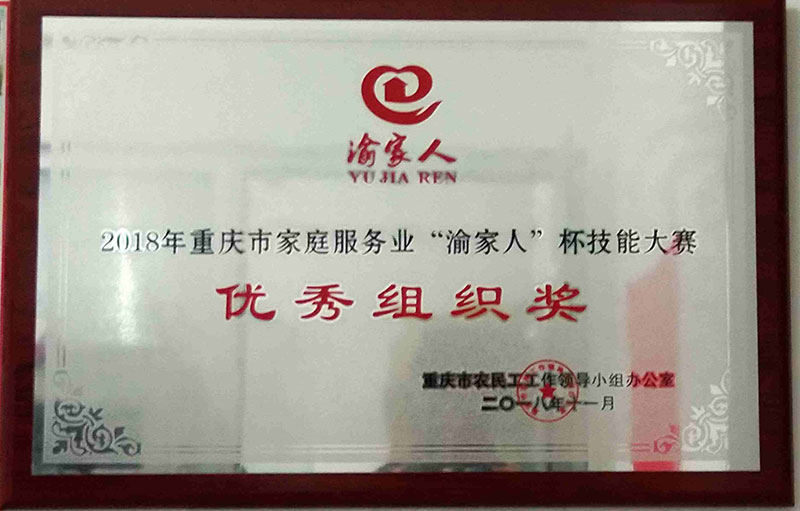 渝家人
YU JIA REN
2018年重庆市家庭服务业“渝家人”杯技能大赛
优秀组织奖
重庆市农民工工作领导小组办公室
二〇一八年十一月